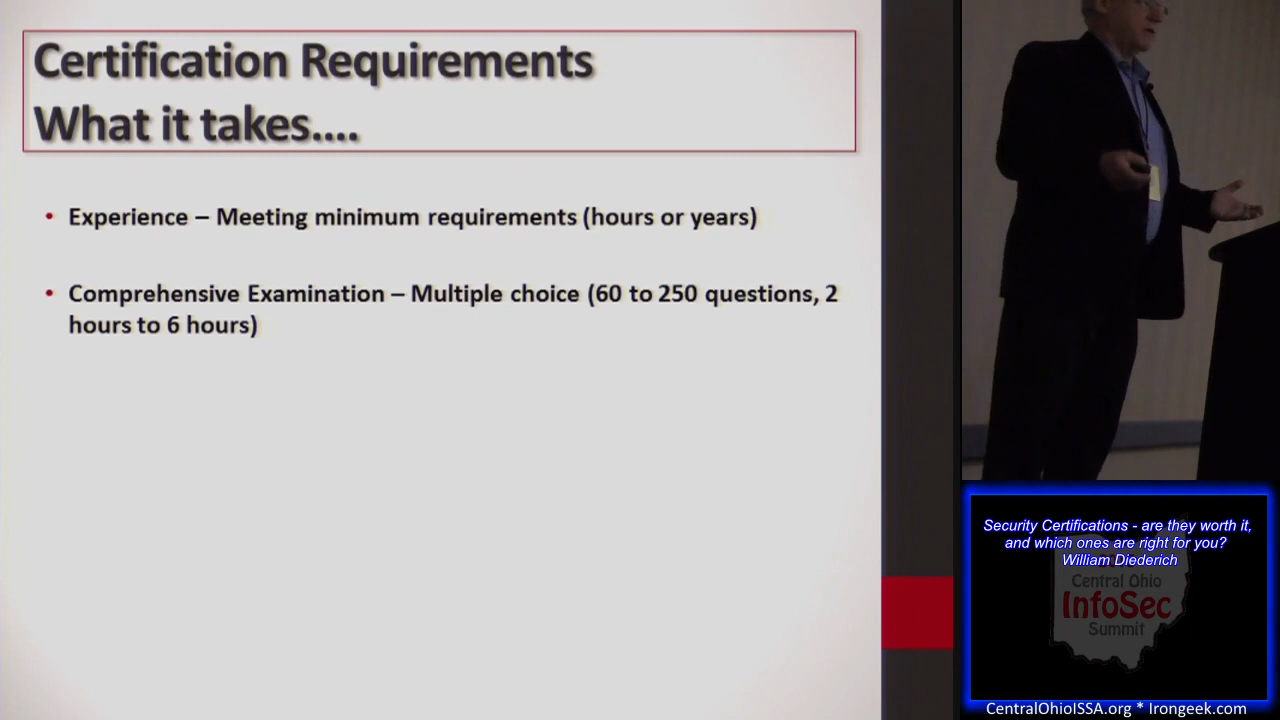 Certification Requirements
What it takes....
• Experience – Meeting minimum requirements (hours or years)
• Comprehensive Examination – Multiple choice (60 to 250 questions, 2
hours to 6 hours)
Security Certifications - are they worth it,
and which ones are right for you?
William Diederich
Central Ohio
InfoSec
Summit
CentralOhioISSA.org * Irongeek.com